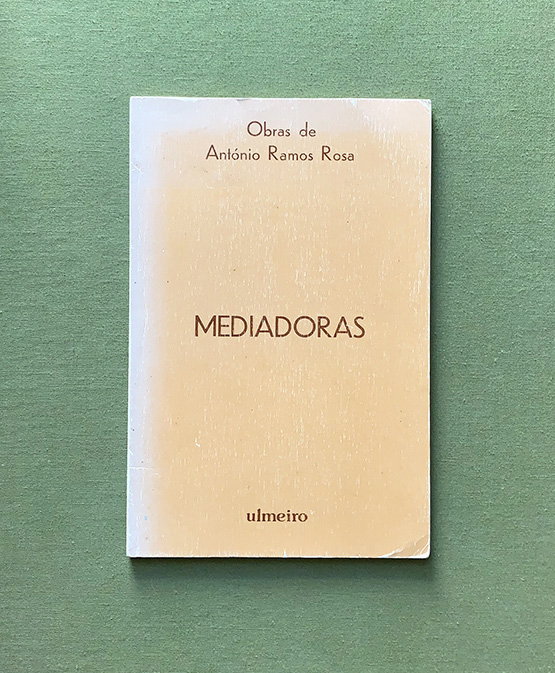 Obras de
António Ramos Rosa
MEDIADORAS
ulmeiro